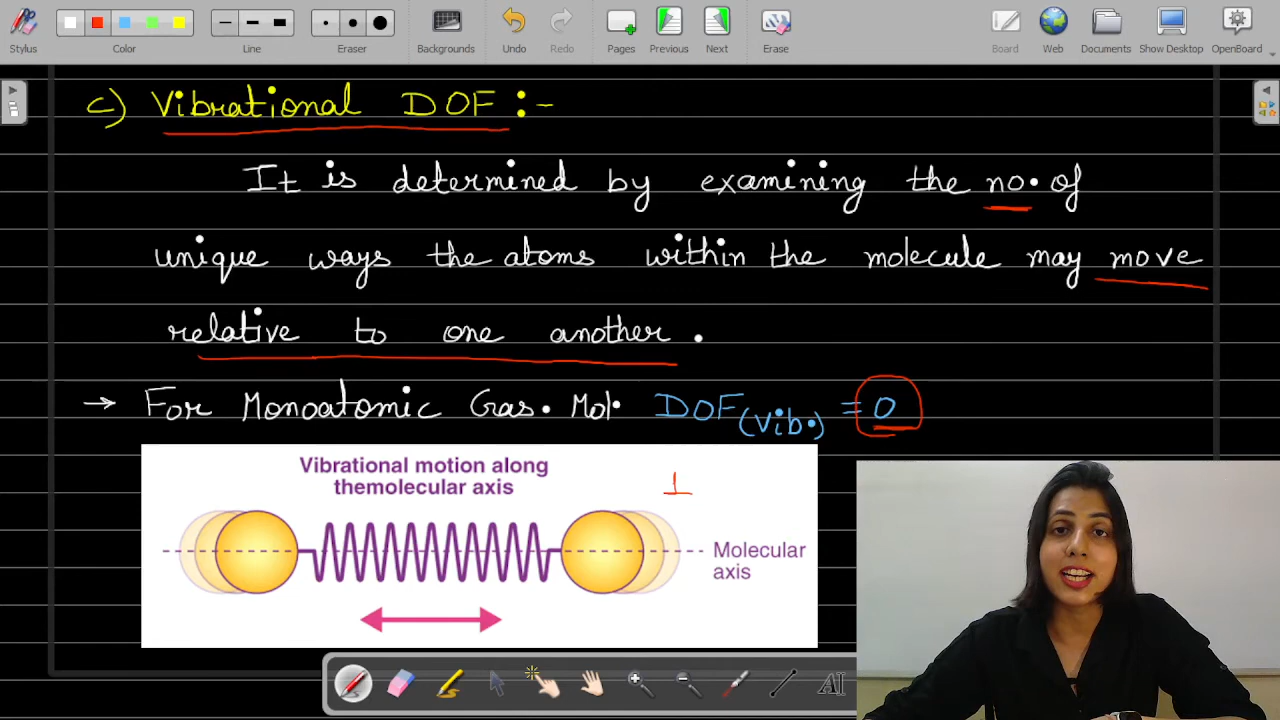 Stylus
Color
Line
Eraser
Backgrounds
Undo
Redo
Pages
Previous
Next
Erase
Board
Web
Documents
Show Desktop
OpenBoard
c) Vibrational DOF :-
It is determined by examining the no. of
unique ways the atoms within the molecule may move
relative to one another.
→ For Monoatomic Gas. Mol. DOF(Vib.) = 0
Vibrational motion along
themolecular axis
1
Molecular
axis
AI